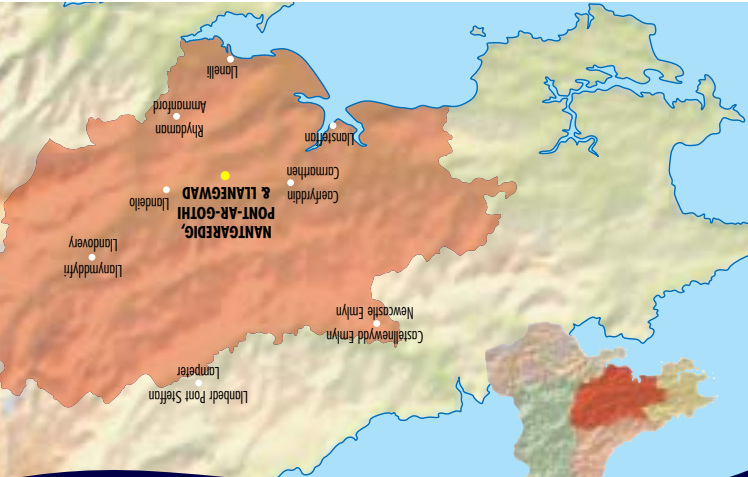 Llanbedr Pont Steffan
Lampeter
Castellnewydd Emlyn
Newcastle Emlyn
Llanymddyfri
Llandovery
NANTGAREDIG,
PONT-AR-GOTHI
& LLANEGWAD
Caerfyrddin
Carmarthen
Llandeilo
Llansteffan
Rhydaman
Ammanford
Llanelli